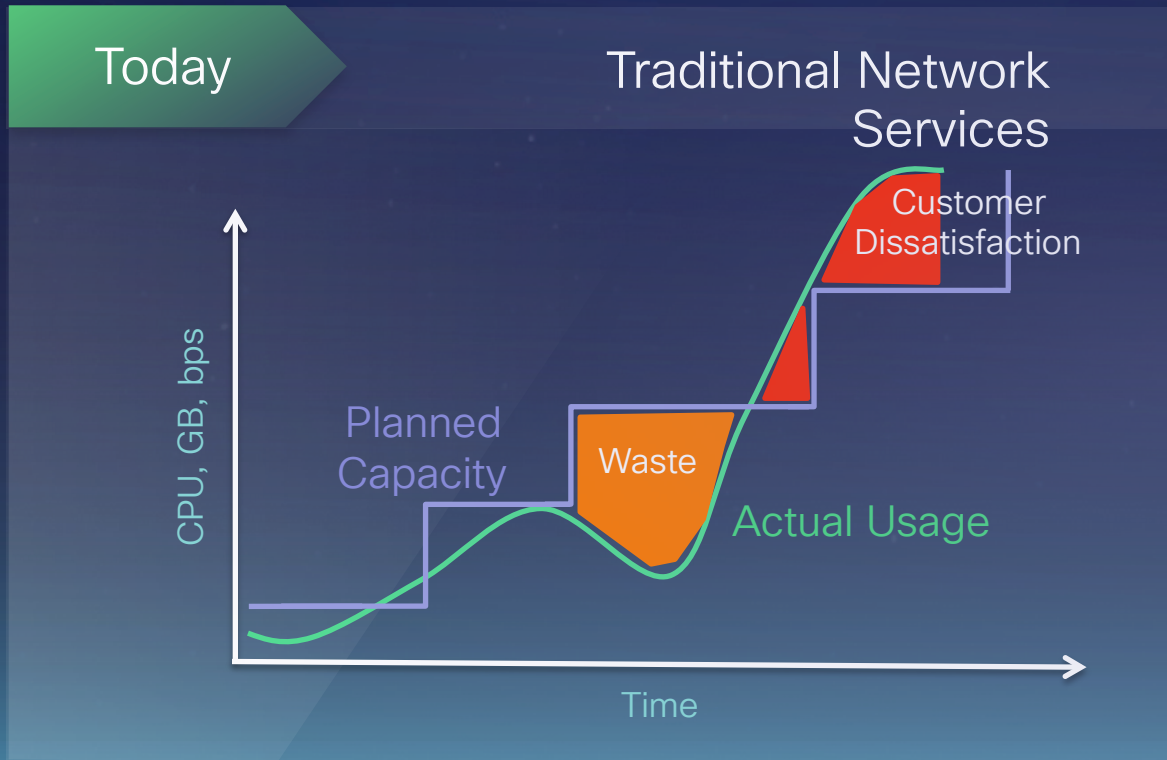 Today
Traditional Network
Services
Customer
Dissatisfaction
CPU, GB, bps
Planned
Capacity
Waste
Actual Usage
Time